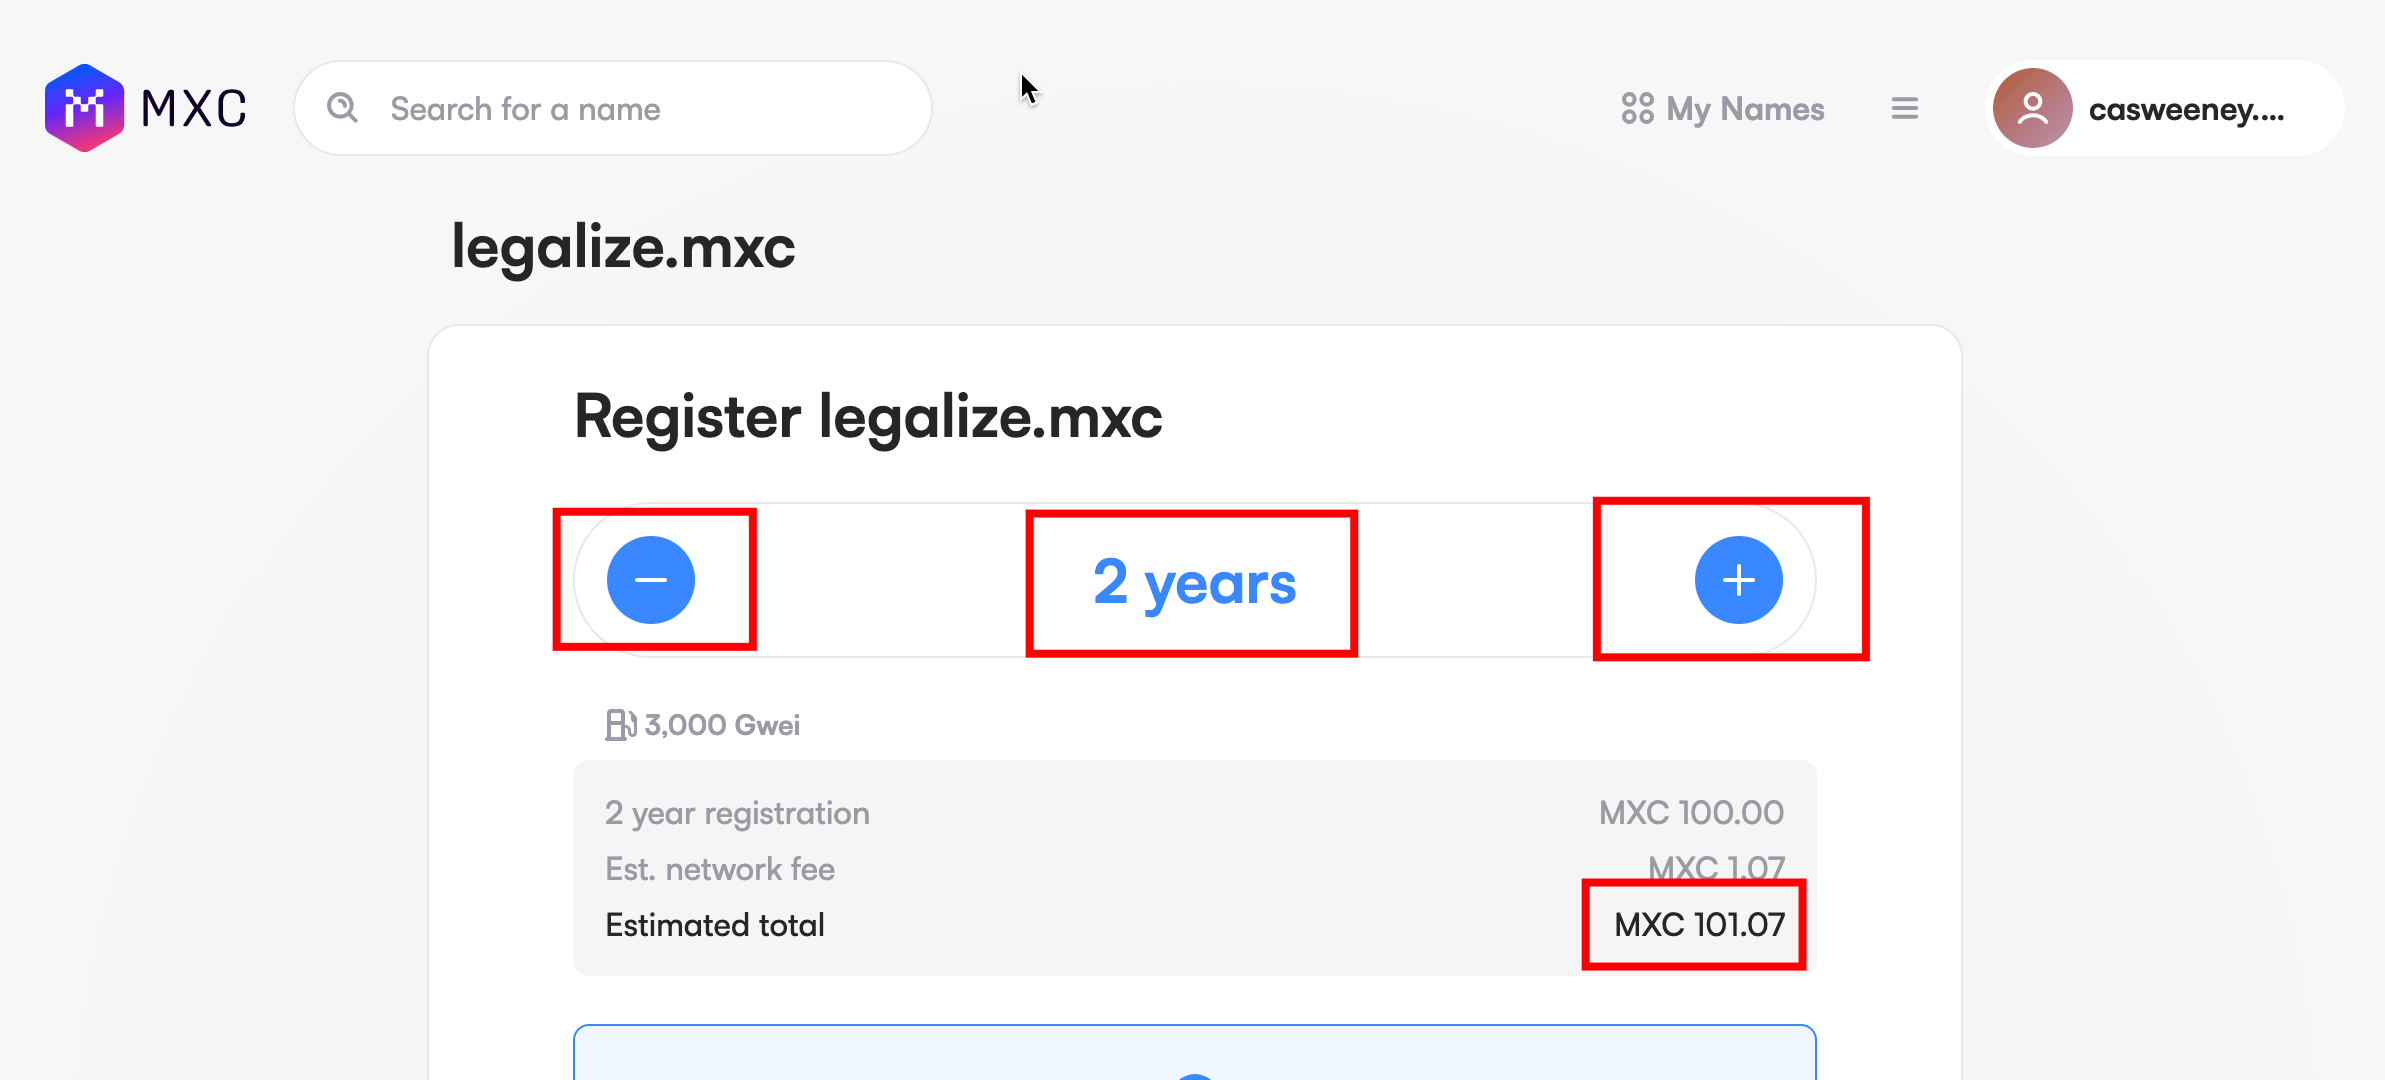 MXC
Search for a name
My Names
casweeney....
legalize.mxc
Register legalize.mxc
2 years
3,000 Gwei
2 year registration MXC 100.00
Est. network fee MXC 1.07
Estimated total MXC 101.07